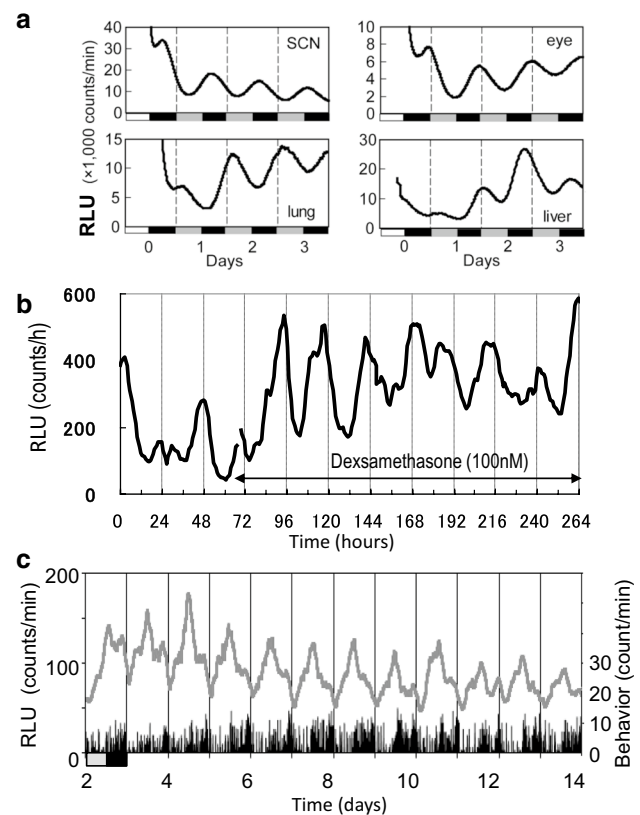 a
RLU (×1,000 counts/min)
40
30
20
10
0
SCN
10
8
6
4
2
0
eye
15
10
5
0
lung
0 1 2 3
Days
30
20
10
0
liver
0 1 2 3
Days
b
RLU (counts/h)
600
400
200
0
Dexsamethasone (100nM)
0 24 48 72 96 120 144 168 192 216 240 264
Time (hours)
c
RLU (counts/min)
200
100
0
Behavior (count/min)
30
20
10
0
2 4 6 8 10 12 14
Time (days)